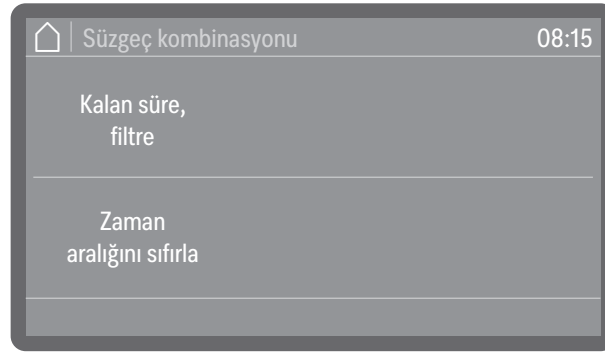 Süzgeç kombinasyonu 08:15
Kalan süre,
filtre
Zaman
aralığını sıfırla